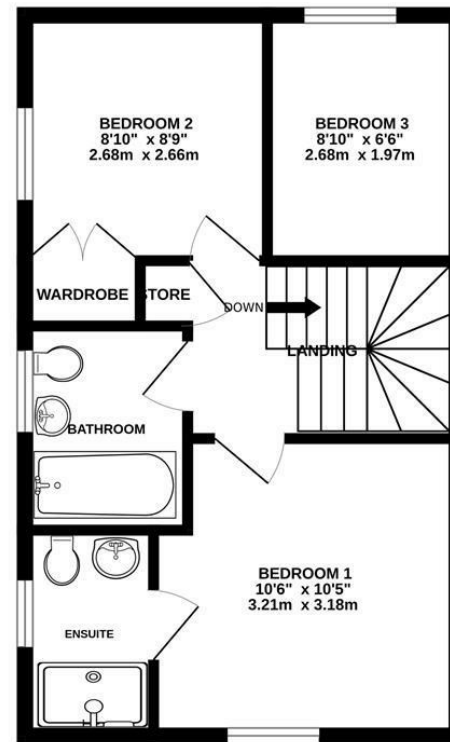 BEDROOM 2
8'10" x 8'9"
2.68m x 2.66m
BEDROOM 3
8'10" x 6'6"
2.68m x 1.97m
WARDROBE
STORE
DOWN
LANDING
BATHROOM
BEDROOM 1
10'6" x 10'5"
3.21m x 3.18m
ENSUITE